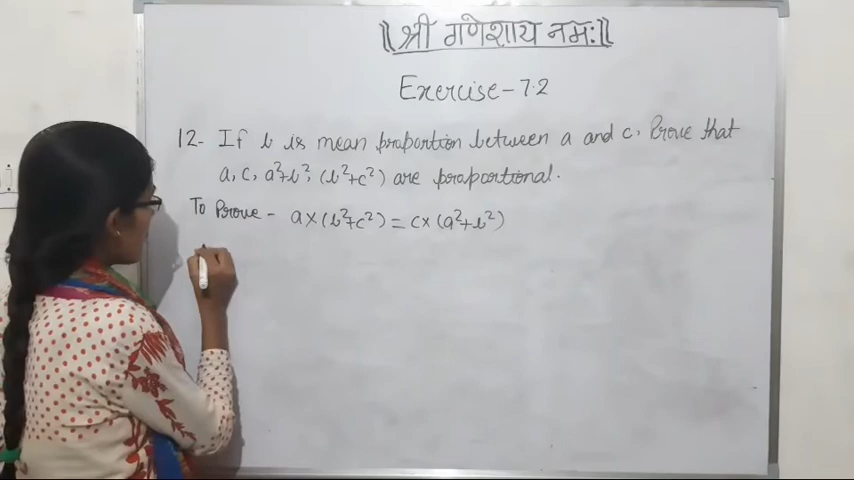 ॥ श्री गणेशाय नमः॥
Exercise-7.2
12- If b is mean proportion between a and c, Prove that
a, c, a²+b², (b²+c²) are proportional.
To Prove - a×(b²+c²) = c×(a²+b²)